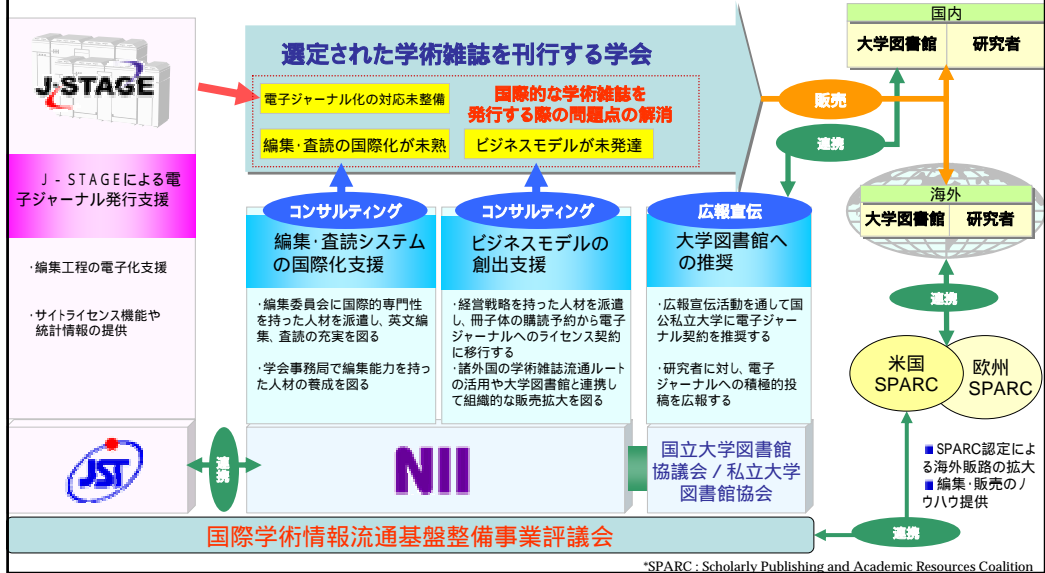 J-STAGE
J-STAGEによる電
子ジャーナル発行支援
・編集工程の電子化支援
・サイトライセンス機能や
統計情報の提供
選定された学術雑誌を刊行する学会
電子ジャーナル化の対応未整備
国際的な学術雑誌を
発行する際の問題点の解消
編集・査読の国際化が未熟
ビジネスモデルが未発達
販売
連携
国内
大学図書館
研究者
海外
大学図書館
研究者
コンサルティング
編集・査読システム
の国際化支援
・編集委員会に国際的専門性
を持った人材を派遣し、英文編
集、査読の充実を図る
・学会事務局で編集能力を持っ
た人材の養成を図る
コンサルティング
ビジネスモデルの
創出支援
・経営戦略を持った人材を派遣
し、冊子体の購読予約から電子
ジャーナルへのライセンス契約
に移行する
・諸外国の学術雑誌流通ルート
の活用や大学図書館と連携し
て組織的な販売拡大を図る
広報宣伝
大学図書館へ
の推奨
・広報宣伝活動を通して国
公私立大学に電子ジャー
ナル契約を推奨する
・研究者に対し、電子
ジャーナルへの積極的投
稿を広報する
連携
米国
SPARC
欧州
SPARC
JST
連携
NII
国立大学図書館
協議会/私立大学
図書館協会
■SPARC認定によ
る海外販路の拡大
■編集・販売のノ
ウハウ提供
連携
国際学術情報流通基盤整備事業評議会
*SPARC : Scholarly Publishing and Academic Resources Coalition